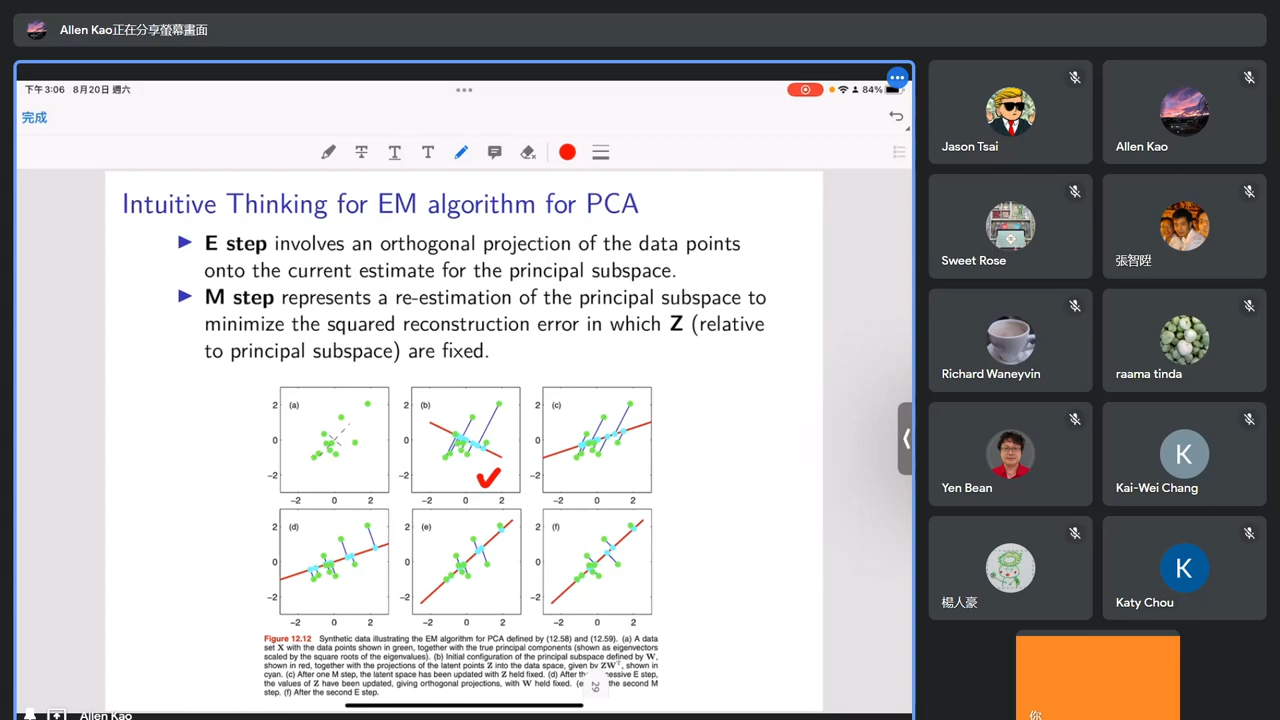 Allen Kao正在分享螢幕畫面
下午3:06 8月20日 週六
84%
完成
Intuitive Thinking for EM algorithm for PCA
E step involves an orthogonal projection of the data points
onto the current estimate for the principal subspace.
M step represents a re-estimation of the principal subspace to
minimize the squared reconstruction error in which Z (relative
to principal subspace) are fixed.
(a)
2
0
−2
−2 0 2
(b)
2
0
−2
−2 0 2
(c)
2
0
−2
−2 0 2
(d)
2
0
−2
−2 0 2
(e)
2
0
−2
−2 0 2
(f)
2
0
−2
−2 0 2
Figure 12.12 Synthetic data illustrating the EM algorithm for PCA defined by (12.58) and (12.59). (a) A data
set X with the data points shown in green, together with the true principal components (shown as eigenvectors
scaled by the square roots of the eigenvalues). (b) Initial configuration of the principal subspace defined by W,
shown in red, together with the projections of the latent points Z into the data space, given by ZWᵀ, shown in
cyan. (c) After one M step, the latent space has been updated with Z held fixed. (d) After the E step,
the values of Z have been updated, giving orthogonal projections, with W held fixed. the second M
step. (f) After the second E step.
29
Jason Tsai
Allen Kao
Sweet Rose
張智陞
Richard Waneyvin
raama tinda
Yen Bean
K
Kai-Wei Chang
楊人豪
K
Katy Chou
你
Allen Kao